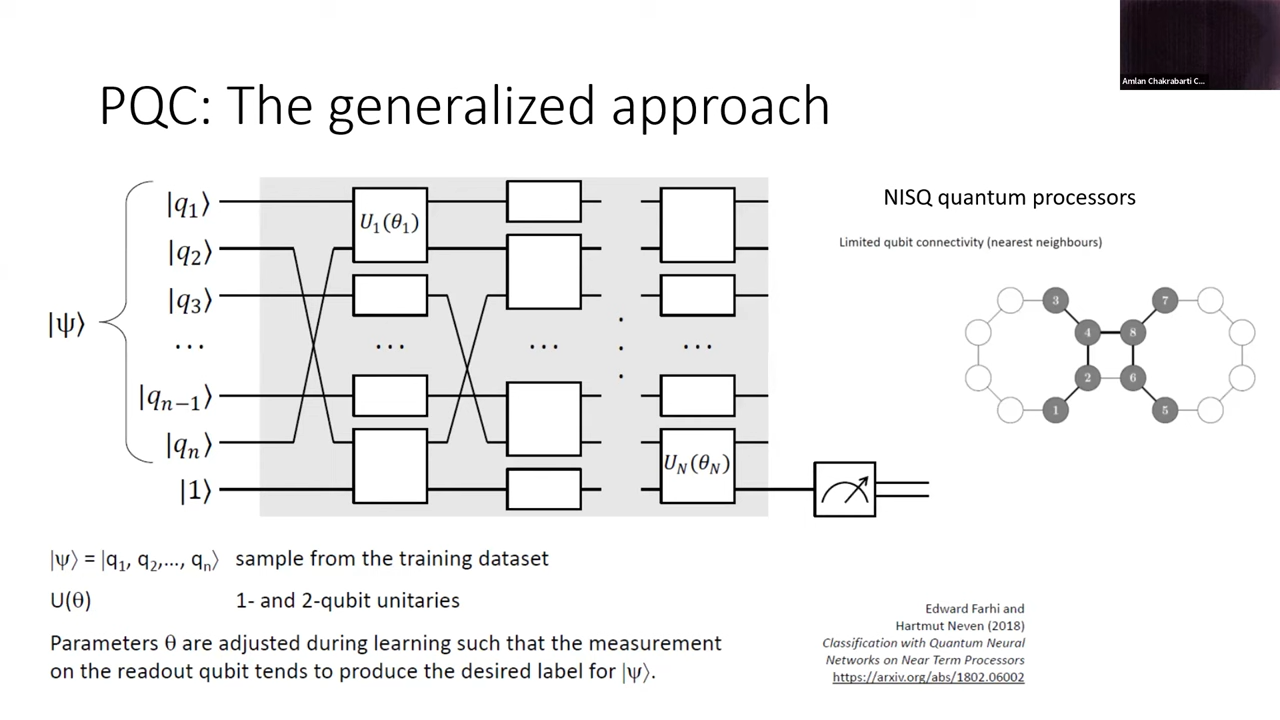 Amlan Chakrabarti C...
PQC: The generalized approach
|q₁⟩
|q₂⟩
|q₃⟩
...
|qₙ₋₁⟩
|qₙ⟩
|1⟩
|ψ⟩
U₁(θ₁)
...
...
...
U_N(θ_N)
NISQ quantum processors
Limited qubit connectivity (nearest neighbours)
3
7
4
8
2
6
1
5
|ψ⟩ = |q₁, q₂,..., qₙ⟩ sample from the training dataset
U(θ) 1- and 2-qubit unitaries
Parameters θ are adjusted during learning such that the measurement
on the readout qubit tends to produce the desired label for |ψ⟩.
Edward Farhi and
Hartmut Neven (2018)
Classification with Quantum Neural
Networks on Near Term Processors
https://arxiv.org/abs/1802.06002